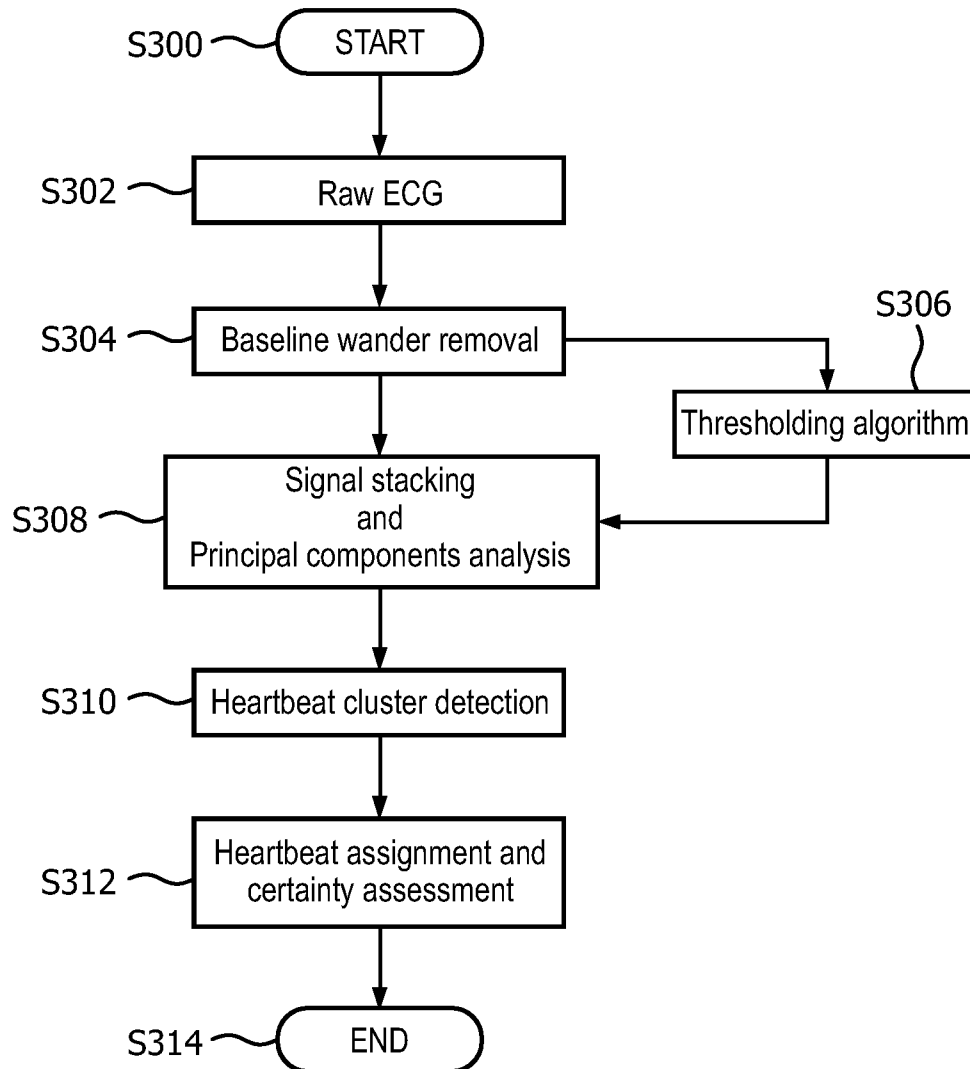 S300
START
S302
Raw ECG
S304
Baseline wander removal
S306
Thresholding algorithm
S308
Signal stacking
and
Principal components analysis
S310
Heartbeat cluster detection
S312
Heartbeat assignment and
certainty assessment
S314
END